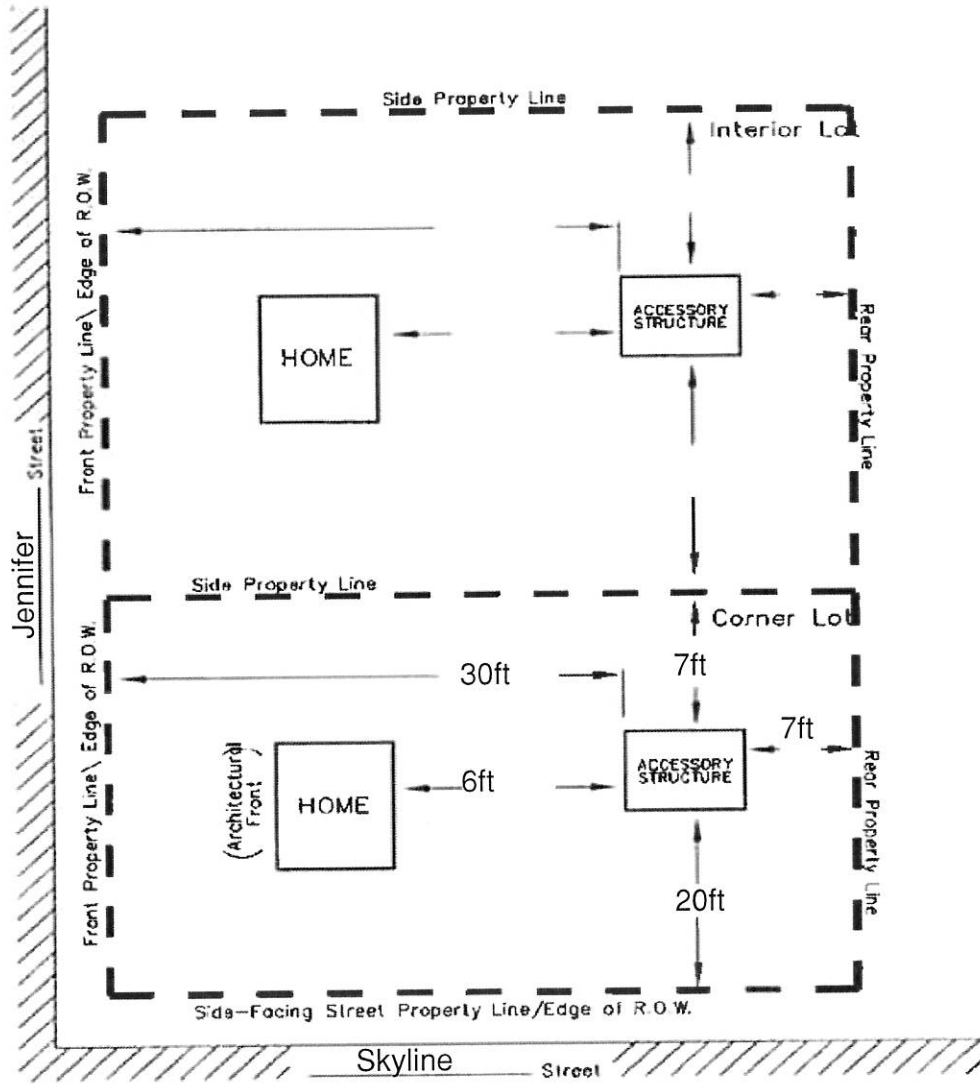 Side Property Line
Interior Lot
Front Property Line\ Edge of R.O.W.
HOME
ACCESSORY
STRUCTURE
Rear Property Line
Jennifer Street
Side Property Line
Corner Lot
Front Property Line\ Edge of R.O.W.
30ft
7ft
7ft
(Architectural
Front)
HOME
6ft
ACCESSORY
STRUCTURE
Rear Property Line
20ft
Side-Facing Street Property Line/Edge of R.O.W.
Skyline Street